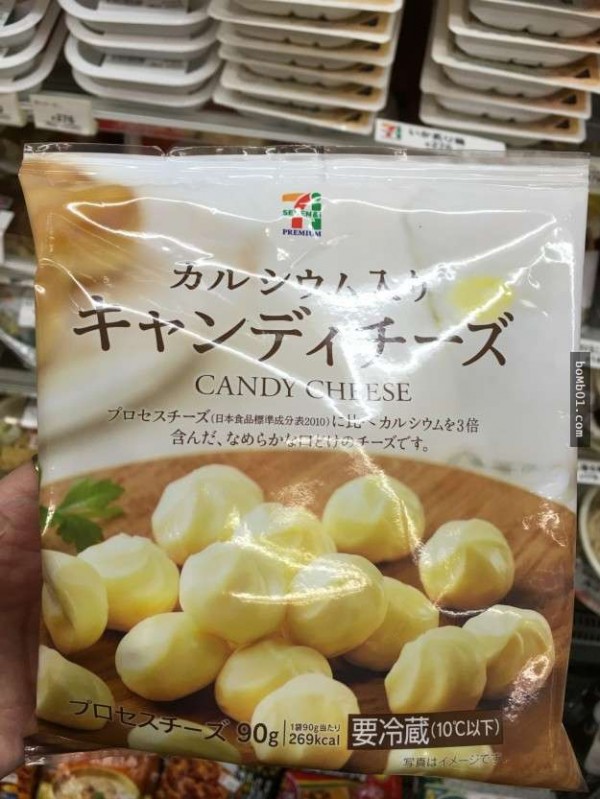 SEVEN&i
PREMIUM
カルシウム入り
キャンディチーズ
CANDY CHEESE
プロセスチーズ(日本食品標準成分表2010)に比べカルシウムを3倍
含んだ、なめらかな口どけのチーズです。
boMb01.com
プロセスチーズ 90g
1袋90g当たり
269kcal
要冷蔵(10℃以下)
写真はイメージです